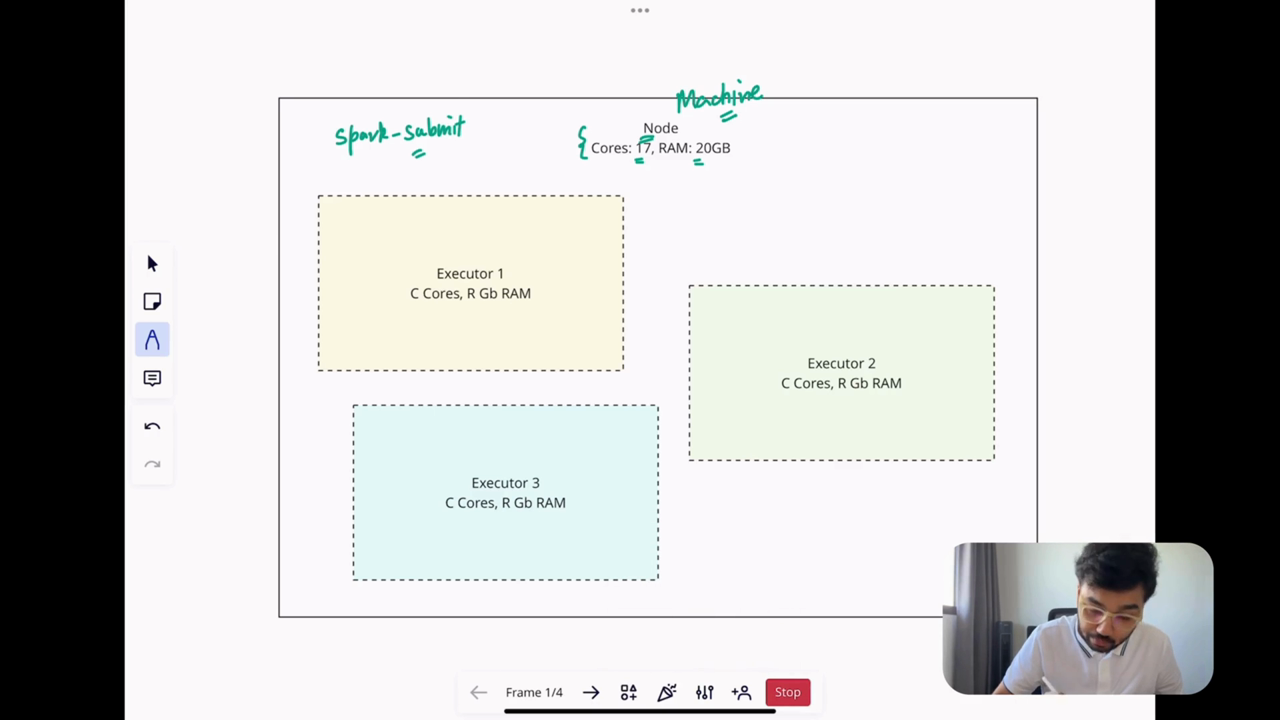 Machine
spark-submit
Node
Cores: 17, RAM: 20GB
Executor 1
C Cores, R Gb RAM
Executor 2
C Cores, R Gb RAM
Executor 3
C Cores, R Gb RAM
Frame 1/4
Stop